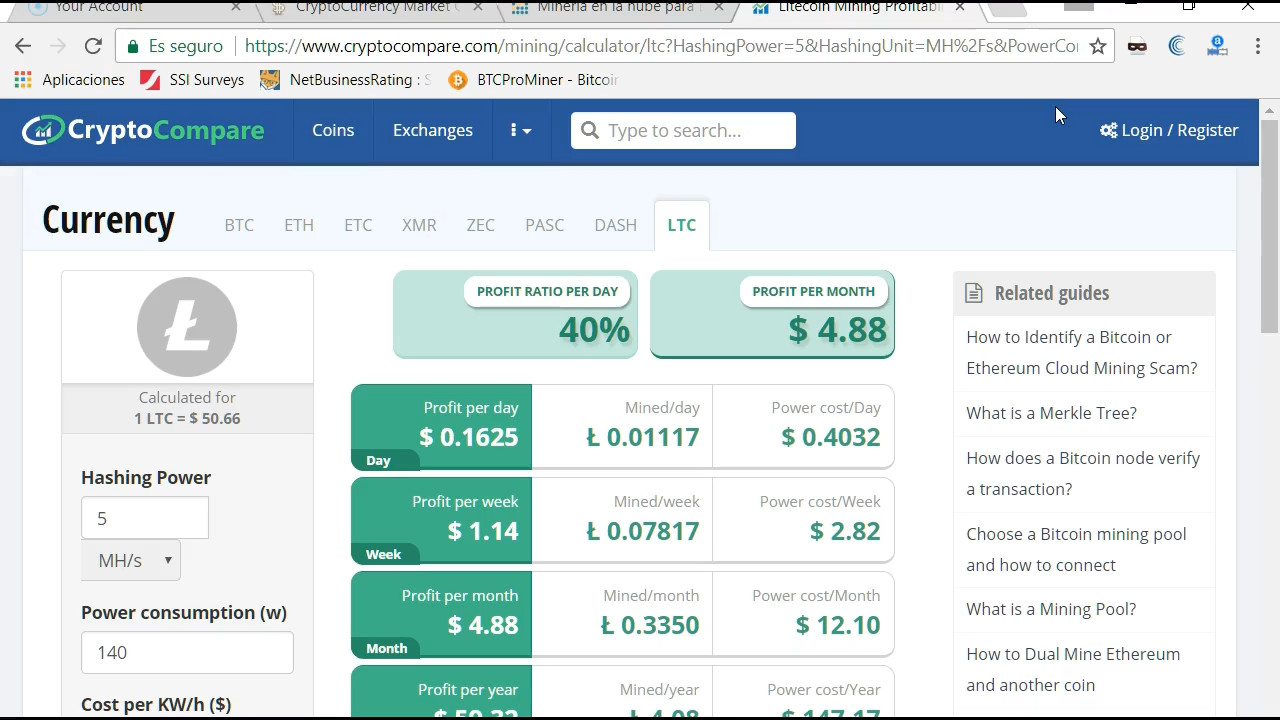 Your Account
CryptoCurrency Market C
Minería en la nube para l
Litecoin Mining Profitabil
Es seguro
https://www.cryptocompare.com/mining/calculator/ltc?HashingPower=5&HashingUnit=MH%2Fs&PowerCo
Aplicaciones
SSI Surveys
NetBusinessRating : S
BTCProMiner - Bitcoin
CryptoCompare
Coins
Exchanges
Type to search...
Login / Register
Currency
BTC
ETH
ETC
XMR
ZEC
PASC
DASH
LTC
Calculated for
1 LTC = $ 50.66
Hashing Power
5
MH/s
Power consumption (w)
140
Cost per KW/h ($)
PROFIT RATIO PER DAY
40%
PROFIT PER MONTH
$ 4.88
Profit per day
$ 0.1625
Day
Mined/day
Ł 0.01117
Power cost/Day
$ 0.4032
Profit per week
$ 1.14
Week
Mined/week
Ł 0.07817
Power cost/Week
$ 2.82
Profit per month
$ 4.88
Month
Mined/month
Ł 0.3350
Power cost/Month
$ 12.10
Profit per year
$ 59.32
Mined/year
Ł 4.08
Power cost/Year
$ 147.17
Related guides
How to Identify a Bitcoin or
Ethereum Cloud Mining Scam?
What is a Merkle Tree?
How does a Bitcoin node verify
a transaction?
Choose a Bitcoin mining pool
and how to connect
What is a Mining Pool?
How to Dual Mine Ethereum
and another coin